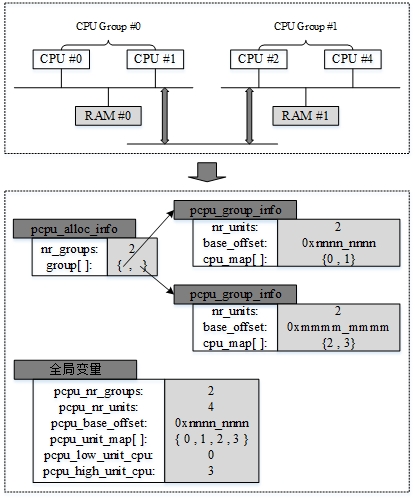 CPU Group #0 CPU Group #1
CPU #0 CPU #1 CPU #2 CPU #4
RAM #0 RAM #1
pcpu_group_info
pcpu_alloc_info
nr_units: 2
nr_groups: 2
base_offset: 0xnnnn_nnnn
group[ ]: { , }
cpu_map[ ]: {0 , 1}
pcpu_group_info
nr_units: 2
base_offset: 0xmmmm_mmmm
cpu_map[ ]: {2 , 3}
全局变量
pcpu_nr_groups: 2
pcpu_nr_units: 4
pcpu_base_offset: 0xnnnn_nnnn
pcpu_unit_map[ ]: { 0 , 1 , 2 , 3 }
pcpu_low_unit_cpu: 0
pcpu_high_unit_cpu: 3